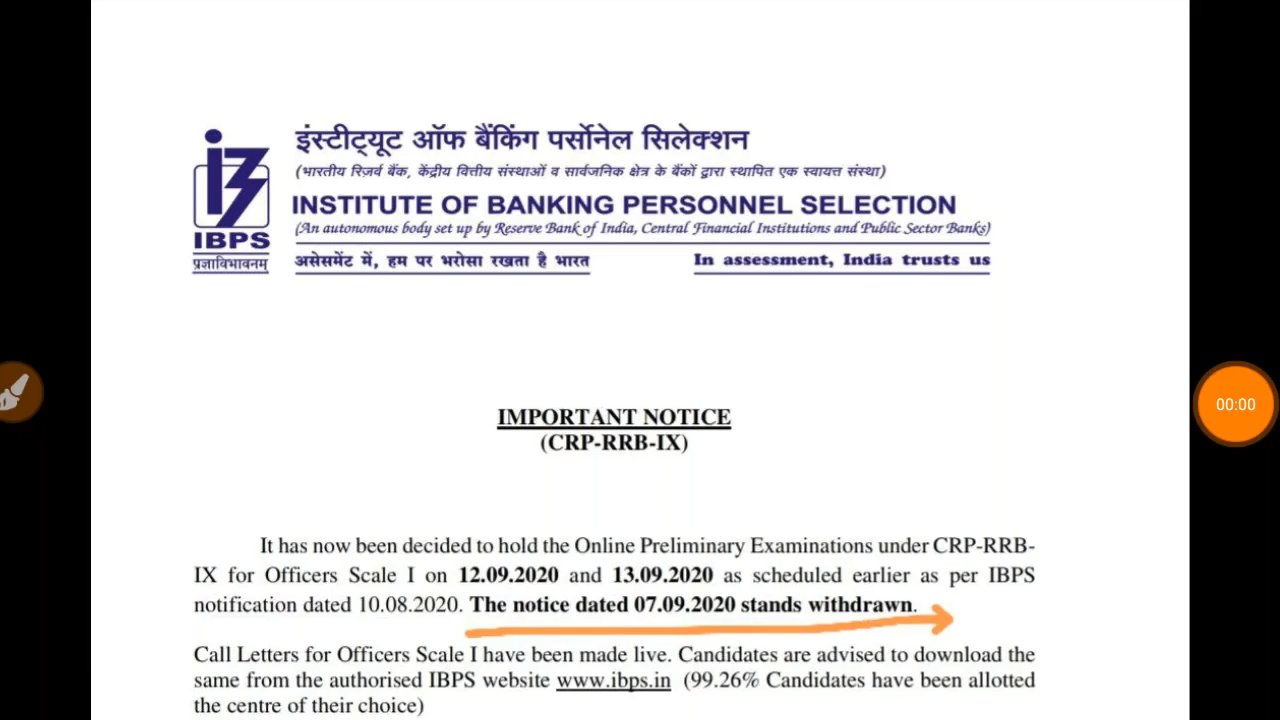 इंस्टीट्यूट ऑफ बैंकिंग पर्सोनेल सिलेक्शन
(भारतीय रिज़र्व बैंक, केंद्रीय वित्तीय संस्थाओं व सार्वजनिक क्षेत्र के बैंकों द्वारा स्थापित एक स्वायत्त संस्था)
INSTITUTE OF BANKING PERSONNEL SELECTION
(An autonomous body set up by Reserve Bank of India, Central Financial Institutions and Public Sector Banks)
IBPS
प्रज्ञाविभावनम्
असेसमेंट में, हम पर भरोसा रखता है भारत In assessment, India trusts us
IMPORTANT NOTICE
(CRP-RRB-IX)
00:00
It has now been decided to hold the Online Preliminary Examinations under CRP-RRB-
IX for Officers Scale I on 12.09.2020 and 13.09.2020 as scheduled earlier as per IBPS
notification dated 10.08.2020. The notice dated 07.09.2020 stands withdrawn.
Call Letters for Officers Scale I have been made live. Candidates are advised to download the
same from the authorised IBPS website www.ibps.in (99.26% Candidates have been allotted
the centre of their choice)